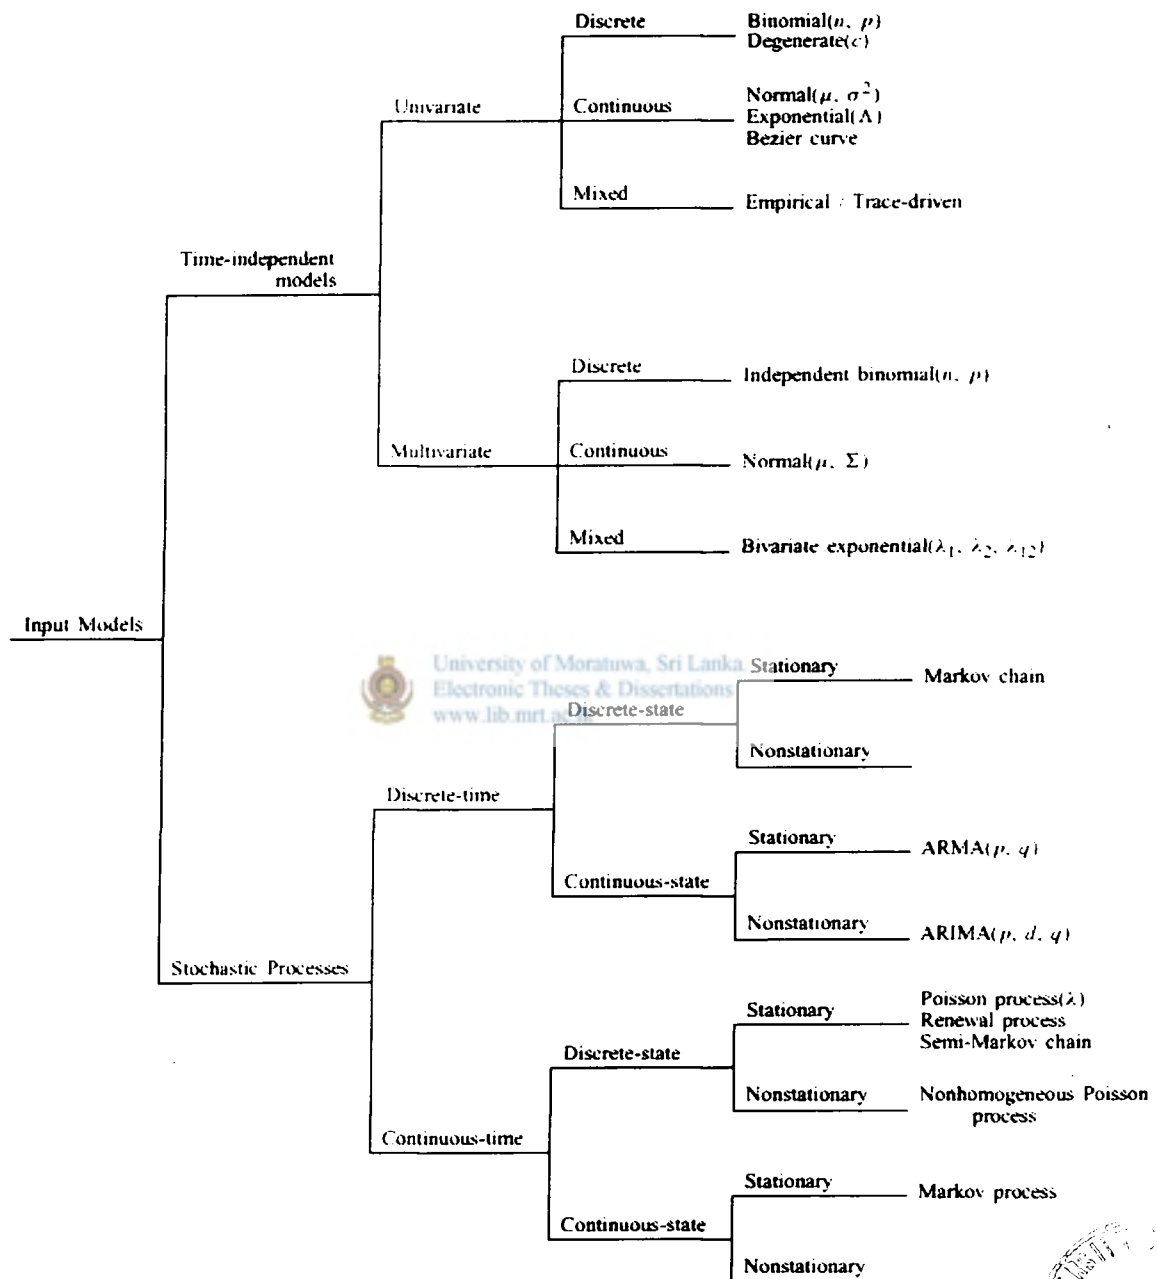 Discrete
Binomial(n, p)
Degenerate(c)
Univariate
Continuous
Normal(μ, σ²)
Exponential(Λ)
Bezier curve
Mixed
Empirical / Trace-driven
Time-independent
models
Discrete
Independent binomial(n, p)
Multivariate
Continuous
Normal(μ, Σ)
Mixed
Bivariate exponential(λ₁, λ₂, λ₁₂)
Input Models
University of Moratuwa, Sri Lanka.
Electronic Theses & Dissertations
www.lib.mrt.ac
Stationary
Markov chain
Discrete-state
Nonstationary
Discrete-time
Stationary
ARMA(p, q)
Continuous-state
Nonstationary
ARIMA(p, d, q)
Stochastic Processes
Stationary
Poisson process(λ)
Renewal process
Semi-Markov chain
Discrete-state
Nonstationary
Nonhomogeneous Poisson
process
Continuous-time
Stationary
Markov process
Continuous-state
Nonstationary